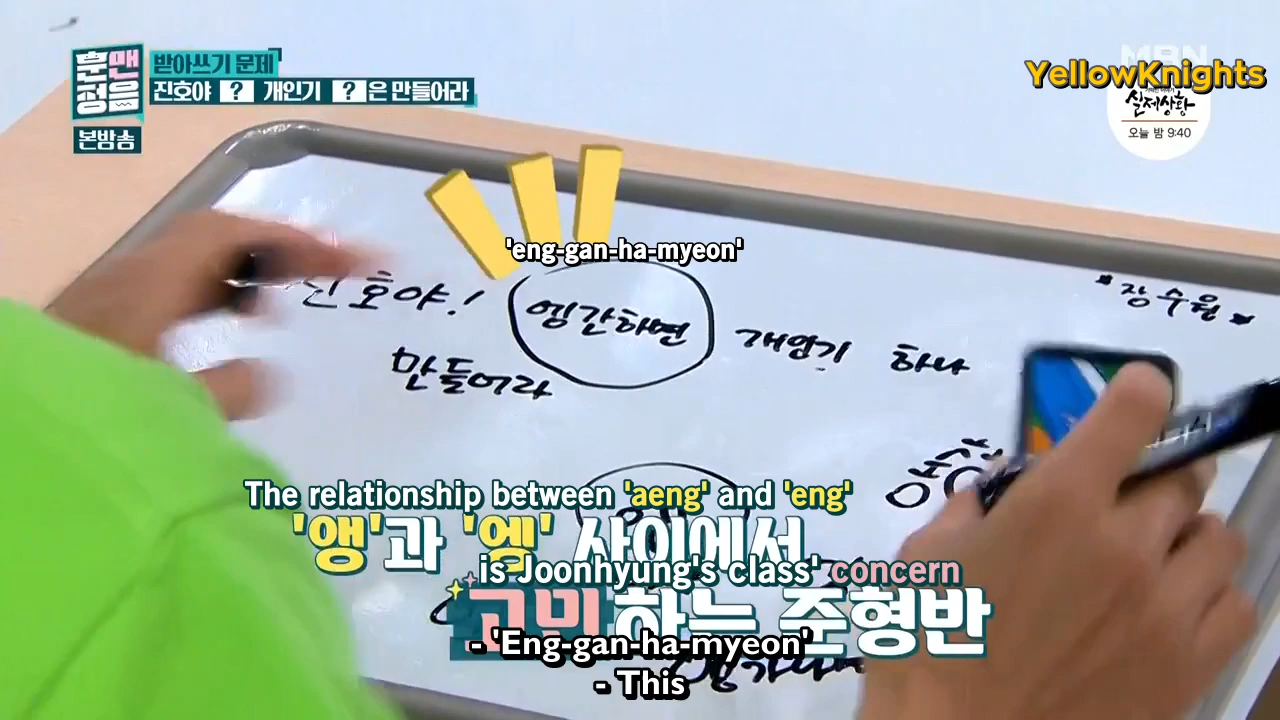 훈맨
정음
본방송
받아쓰기 문제
진호야 ? 개인기 ? 은 만들어라
MBN
YellowKnights
실제상황
오늘 밤 9:40
'eng-gan-ha-myeon'
진호야! 엥간하면 개인기 하나
만들어라
* 장수원 *
The relationship between 'aeng' and 'eng'
'앵'과 '엥' 사이에서
is Joonhyung's class' concern
고민하는 준형반
- 'Eng-gan-ha-myeon'
- This